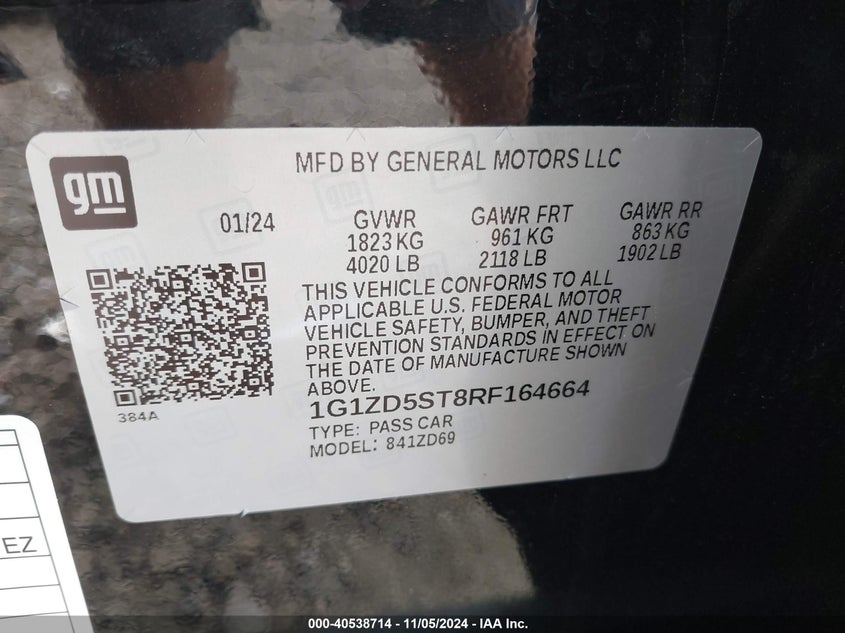 gm
MFD BY GENERAL MOTORS LLC
01/24
GVWR
1823 KG
4020 LB
GAWR FRT
961 KG
2118 LB
GAWR RR
863 KG
1902 LB
THIS VEHICLE CONFORMS TO ALL
APPLICABLE U.S. FEDERAL MOTOR
VEHICLE SAFETY, BUMPER, AND THEFT
PREVENTION STANDARDS IN EFFECT ON
THE DATE OF MANUFACTURE SHOWN
ABOVE.
384A
1G1ZD5ST8RF164664
TYPE: PASS CAR
MODEL: 841ZD69
EZ
000-40538714 - 11/05/2024 - IAA Inc.